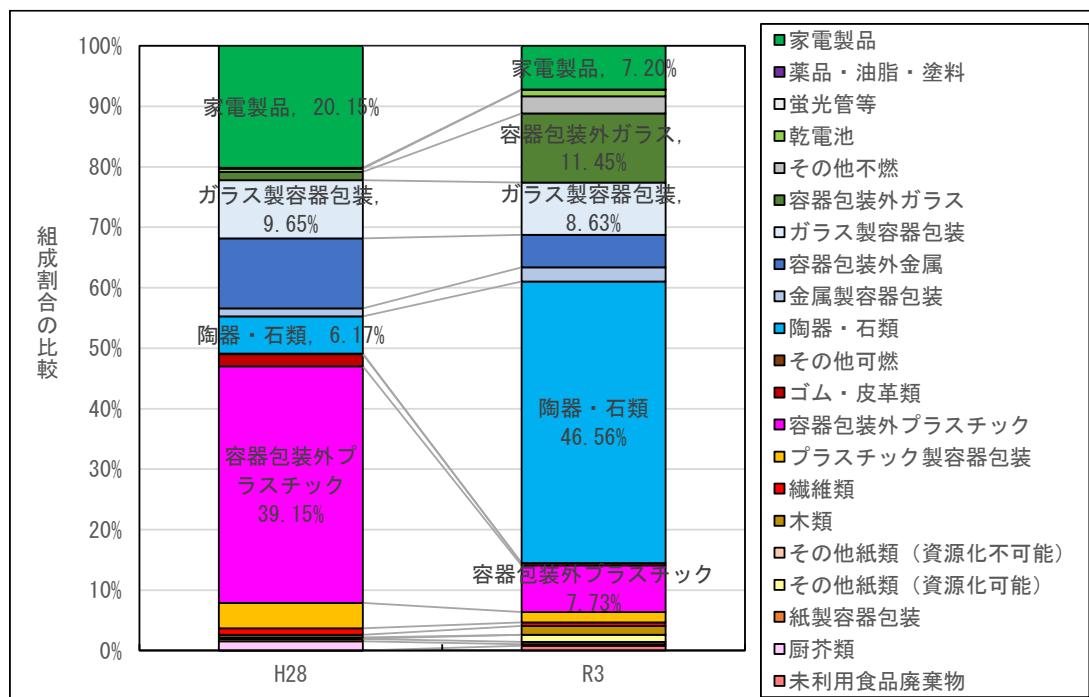 組成割合の比較
100%
90%
80%
70%
60%
50%
40%
30%
20%
10%
0%
家電製品, 20.15%
ガラス製容器包装,
9.65%
陶器・石類, 6.17%
容器包装外プ
ラスチック
39.15%
H28
家電製品, 7.20%
容器包装外ガラス,
11.45%
ガラス製容器包装,
8.63%
陶器・石類
46.56%
容器包装外プラスチック
7.73%
R3
家電製品
薬品・油脂・塗料
蛍光管等
乾電池
その他不燃
容器包装外ガラス
ガラス製容器包装
容器包装外金属
金属製容器包装
陶器・石類
その他可燃
ゴム・皮革類
容器包装外プラスチック
プラスチック製容器包装
繊維類
木類
その他紙類（資源化不可能）
その他紙類（資源化可能）
紙製容器包装
厨芥類
未利用食品廃棄物